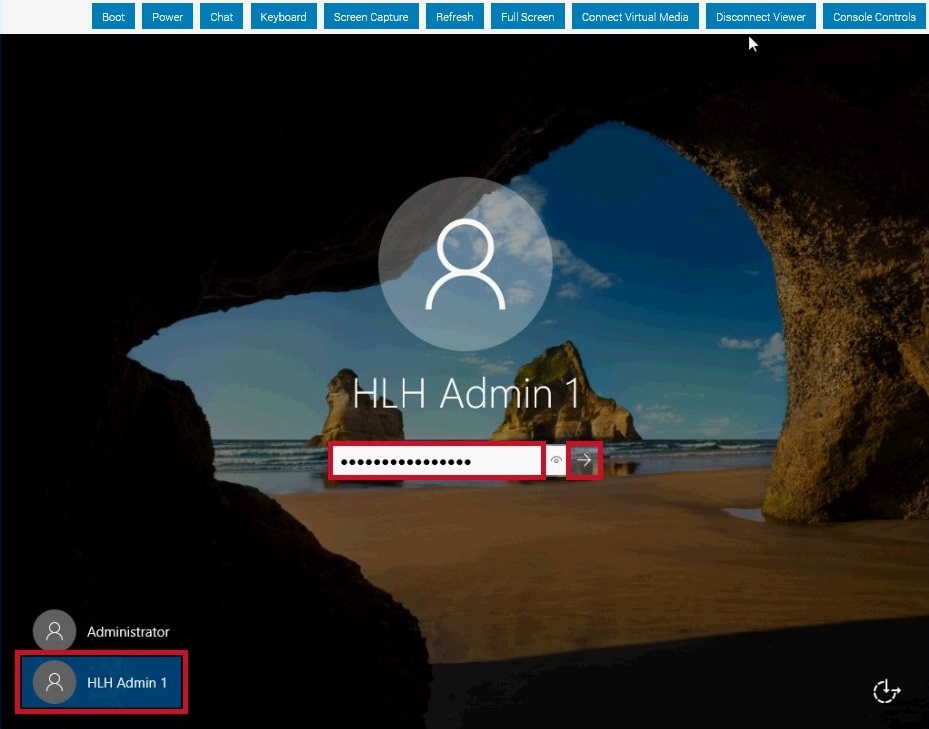 Boot Power Chat Keyboard Screen Capture Refresh Full Screen Connect Virtual Media Disconnect Viewer Console Controls
HLH Admin 1
Administrator
HLH Admin 1